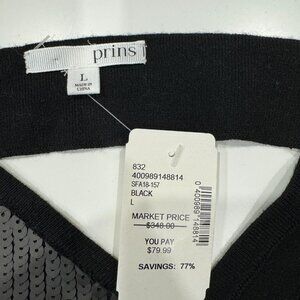 prins
L
MADE IN
CHINA
832
400989148814
SFA18-157
BLACK
L
MARKET PRICE
$348.00
YOU PAY
$79.99
SAVINGS: 77%
0400989148814